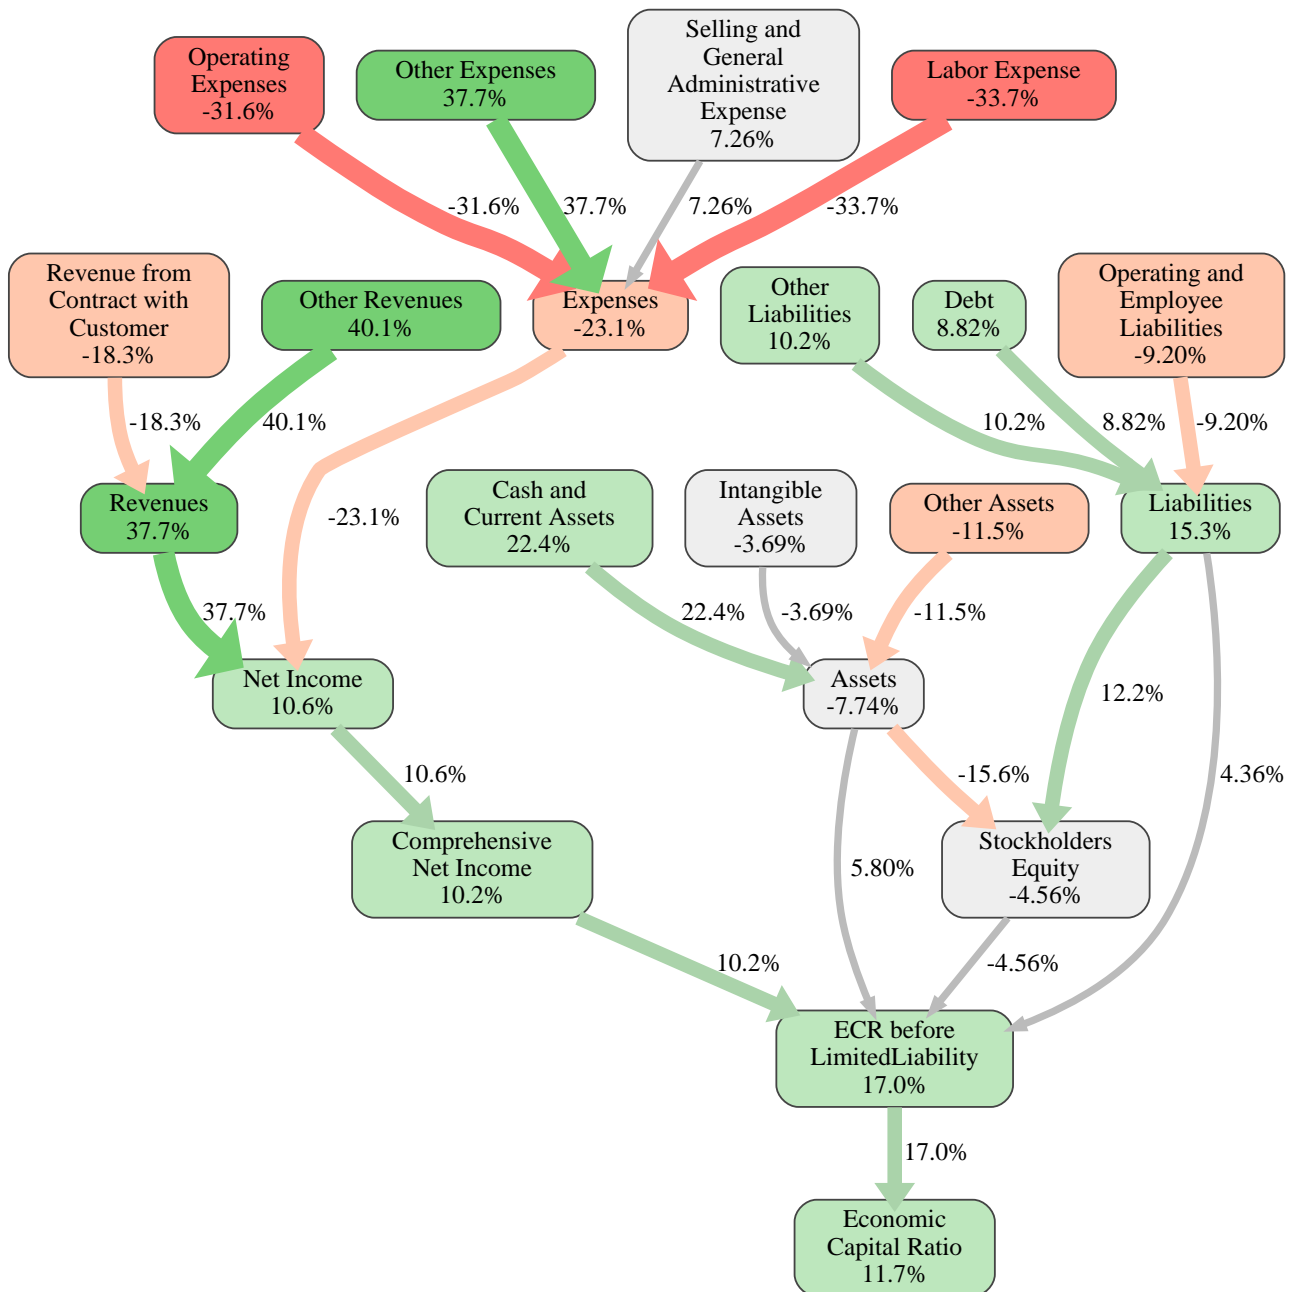 Operating
Expenses
-31.6%
Other Expenses
37.7%
Selling and
General
Administrative
Expense
7.26%
Labor Expense
-33.7%
-31.6%
37.7%
7.26%
-33.7%
Revenue from
Contract with
Customer
-18.3%
Other Revenues
40.1%
Expenses
-23.1%
Other
Liabilities
10.2%
Debt
8.82%
Operating and
Employee
Liabilities
-9.20%
-18.3%
40.1%
-23.1%
10.2%
8.82%
-9.20%
Revenues
37.7%
Cash and
Current Assets
22.4%
Intangible
Assets
-3.69%
Other Assets
-11.5%
Liabilities
15.3%
37.7%
22.4%
-3.69%
-11.5%
12.2%
4.36%
Net Income
10.6%
Assets
-7.74%
10.6%
-15.6%
Comprehensive
Net Income
10.2%
5.80%
Stockholders
Equity
-4.56%
10.2%
-4.56%
ECR before
LimitedLiability
17.0%
17.0%
Economic
Capital Ratio
11.7%